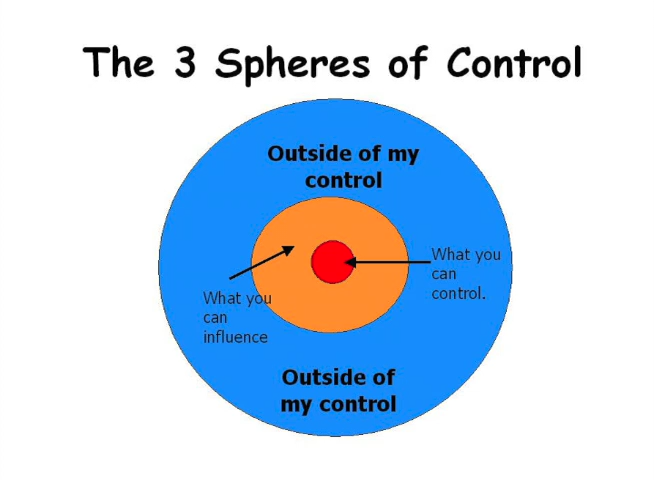 The 3 Spheres of Control
Outside of my
control
What you
can
control.
What you
can
influence
Outside of
my control